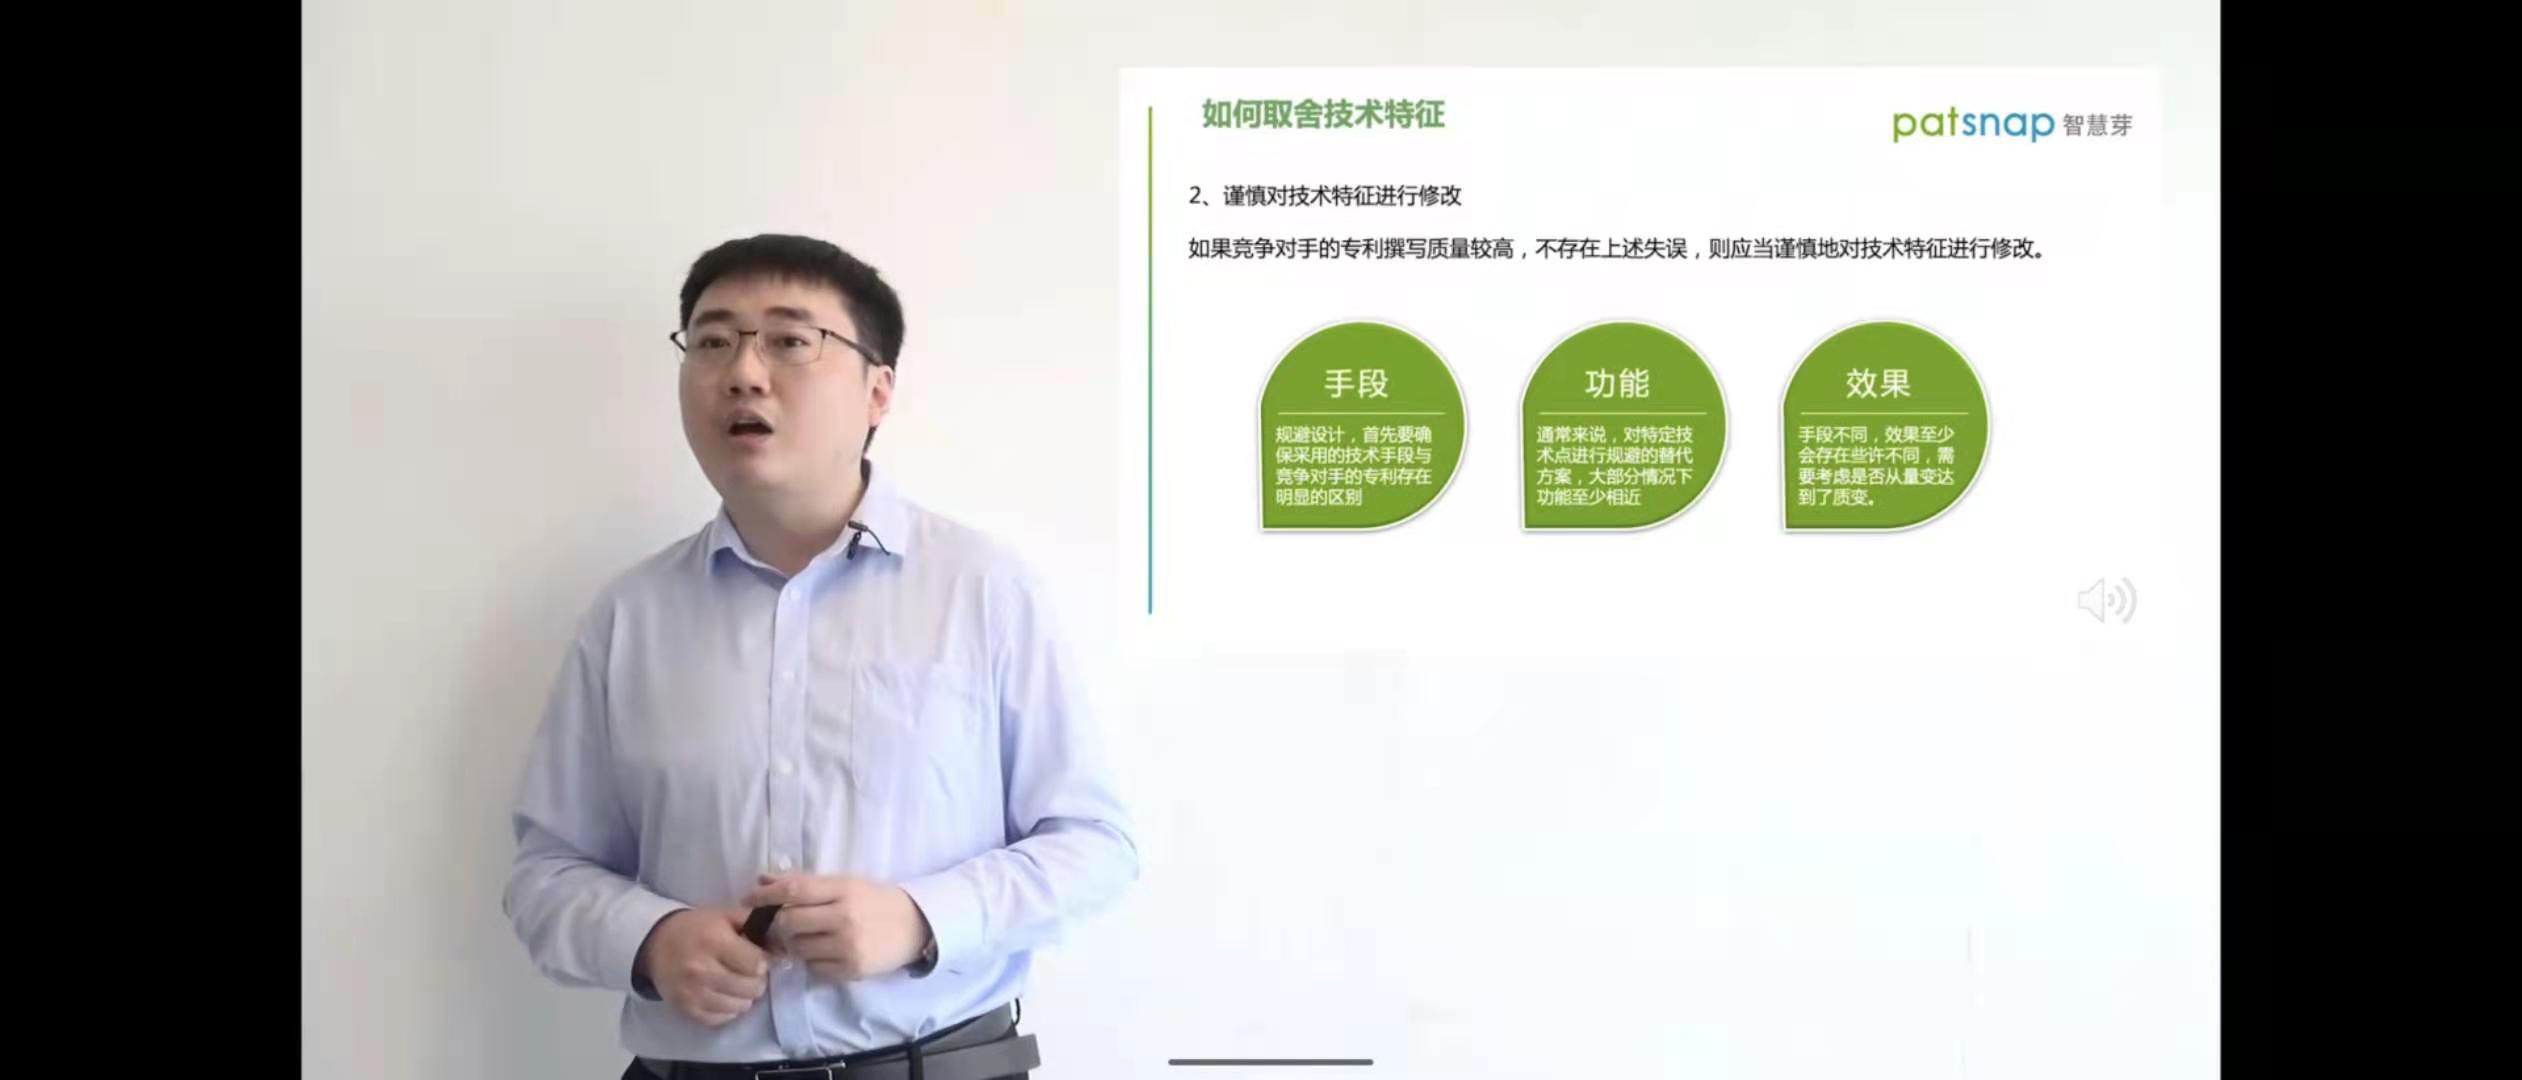 如何取舍技术特征
patsnap 智慧芽
2、谨慎对技术特征进行修改
如果竞争对手的专利撰写质量较高，不存在上述失误，则应当谨慎地对技术特征进行修改。
手段
规避设计，首先要确
保采用的技术手段与
竞争对手的专利存在
明显的区别
功能
通常来说，对特定技
术点进行规避的替代
方案，大部分情况下
功能至少相近
效果
手段不同，效果至少
会存在些许不同，需
要考虑是否从量变达
到了质变。